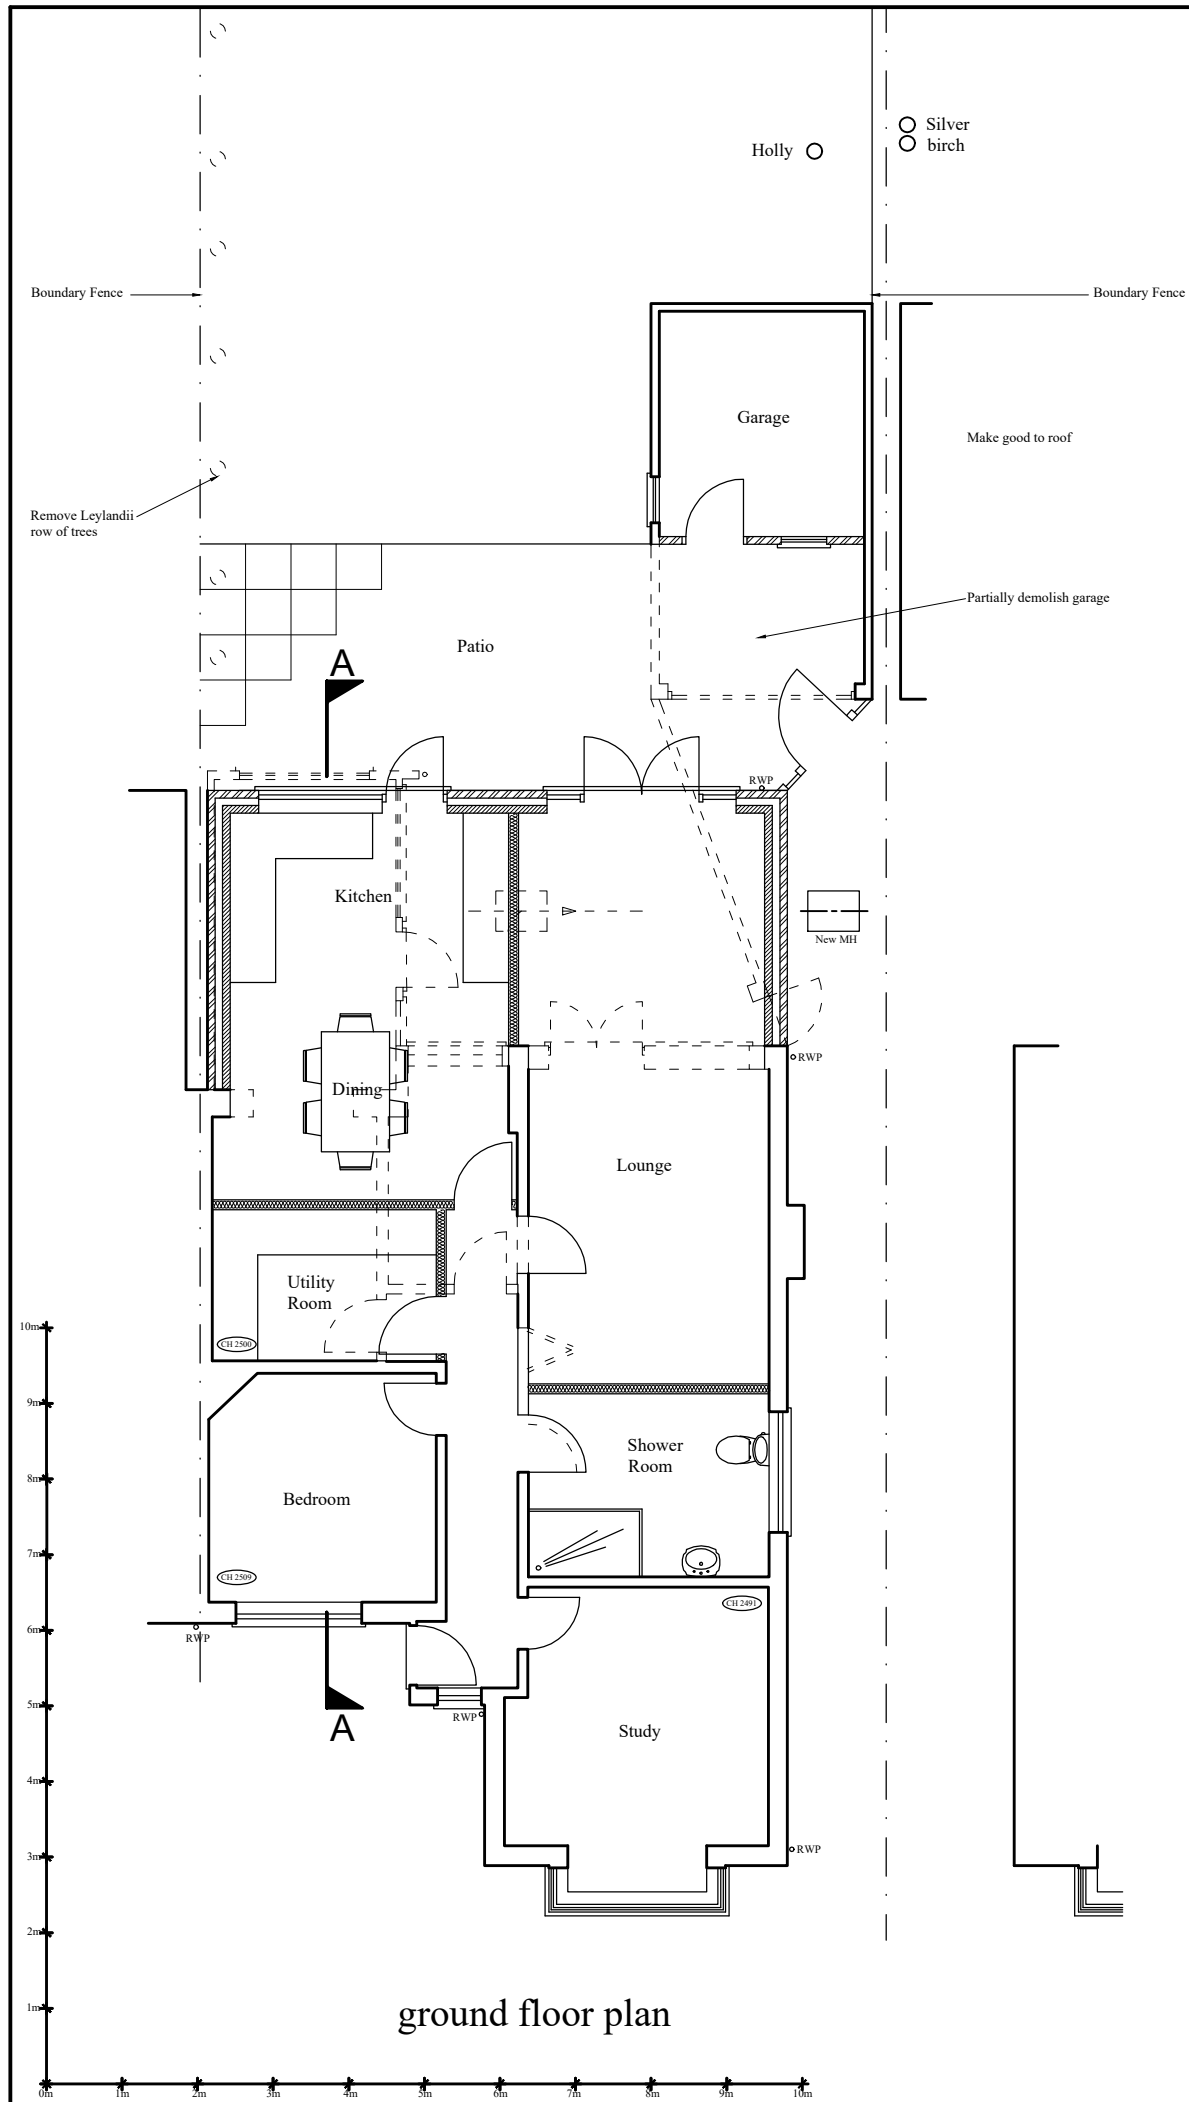 Silver
birch
Holly
Boundary Fence
Boundary Fence
Garage
Make good to roof
Remove Leylandii
row of trees
Partially demolish garage
Patio
A
RWP
Kitchen
New MH
RWP
Dining
Lounge
Utility
Room
CH 2500
10m
9m
Shower
Room
8m
Bedroom
7m
CH 2509
CH 2491
6m
RWP
5m
RWP
A
Study
4m
3m
RWP
2m
1m
ground floor plan
0m
1m
2m
3m
4m
5m
6m
7m
8m
9m
10m